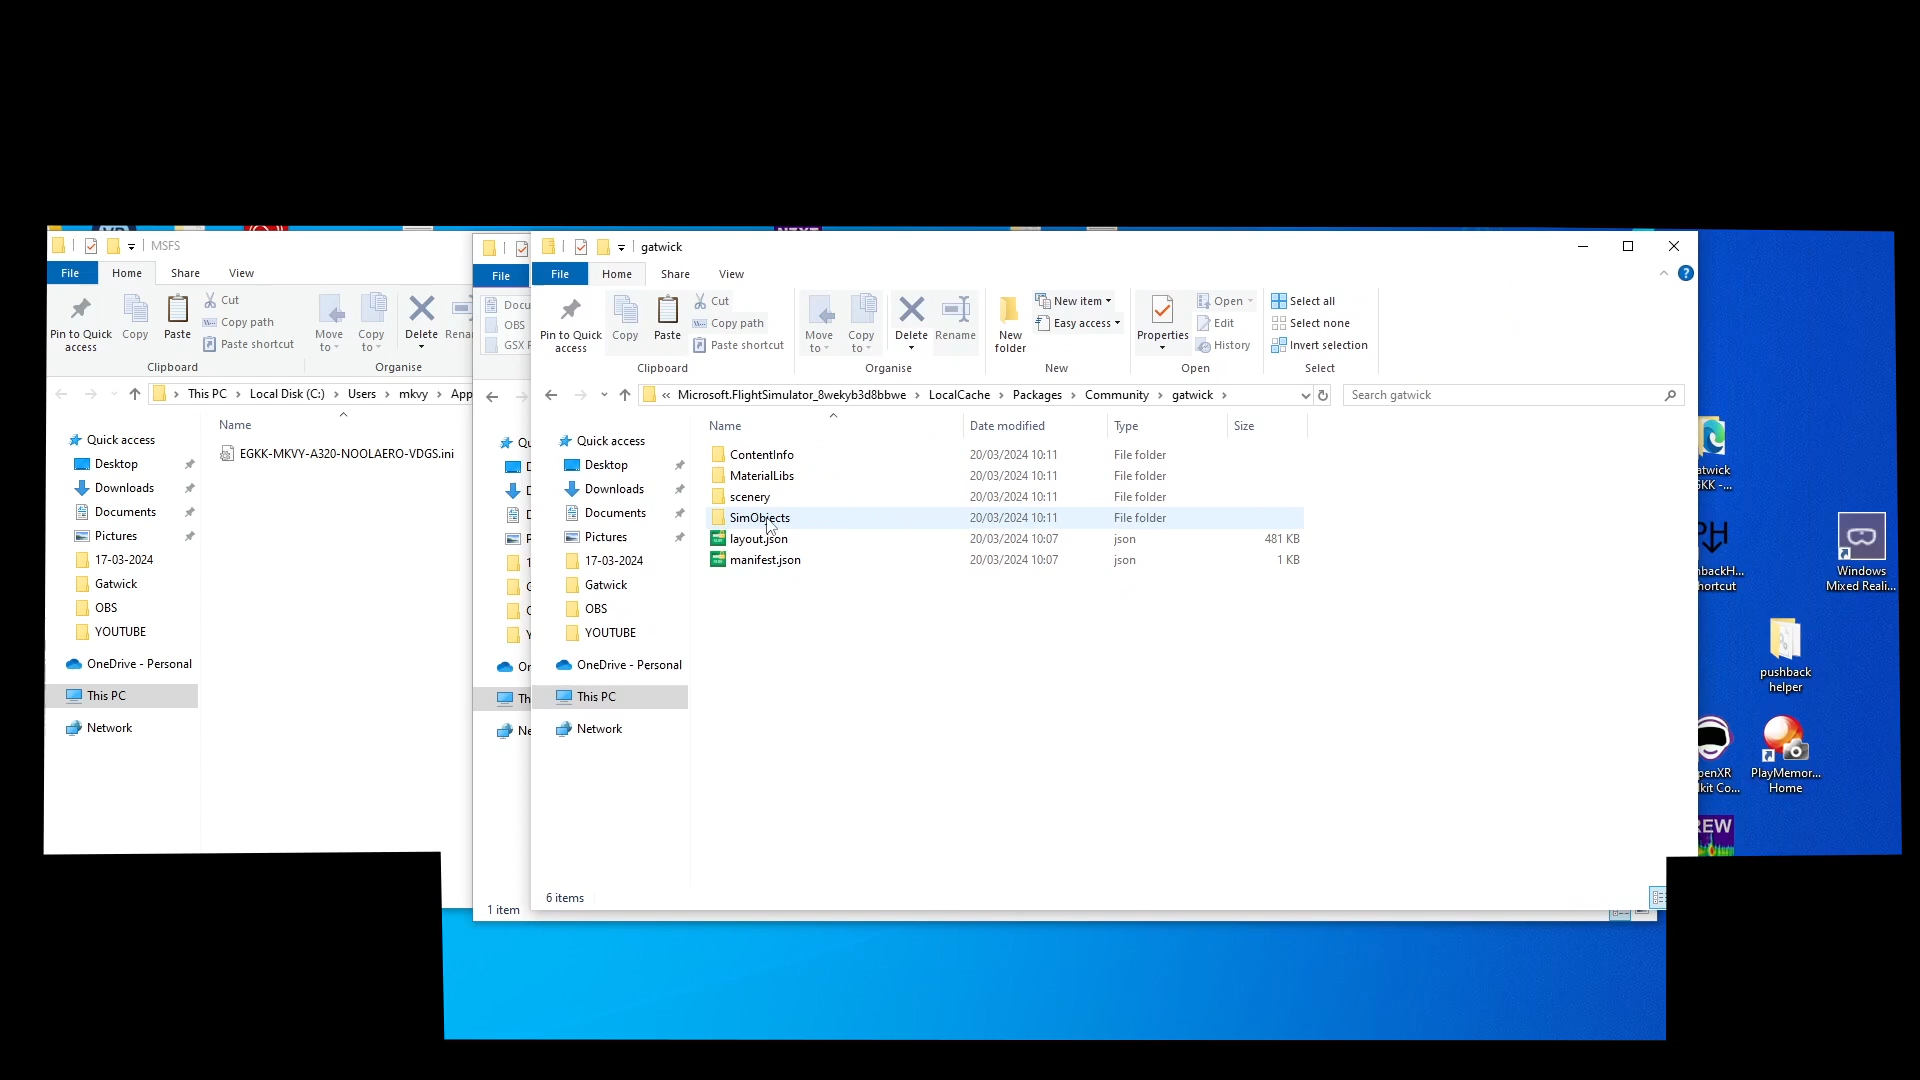 MSFS
File Home Share View
Pin to Quick access
Copy
Paste
Cut
Copy path
Paste shortcut
Move to
Copy to
Delete
Clipboard
Organise
This PC > Local Disk (C:) > Users > mkvy > App
Name
EGKK-MKVY-A320-NOOLAERO-VDGS.ini
Quick access
Desktop
Downloads
Documents
Pictures
17-03-2024
Gatwick
OBS
YOUTUBE
OneDrive - Personal
This PC
Network
File
OBS
1 item
gatwick
File Home Share View
Pin to Quick access
Copy
Paste
Cut
Copy path
Paste shortcut
Clipboard
Move to
Copy to
Delete
Rename
Organise
New folder
New item
Easy access
New
Properties
Open
Edit
History
Open
Select all
Select none
Invert selection
Select
« Microsoft.FlightSimulator_8wekyb3d8bbwe > LocalCache > Packages > Community > gatwick >
Search gatwick
Name Date modified Type Size
ContentInfo 20/03/2024 10:11 File folder
MaterialLibs 20/03/2024 10:11 File folder
scenery 20/03/2024 10:11 File folder
SimObjects 20/03/2024 10:11 File folder
layout.json 20/03/2024 10:07 json 481 KB
manifest.json 20/03/2024 10:07 json 1 KB
Quick access
Desktop
Downloads
Documents
Pictures
17-03-2024
Gatwick
OBS
YOUTUBE
OneDrive - Personal
This PC
Network
6 items
Windows
Mixed Reali...
pushback
helper
PlayMemor...
Home